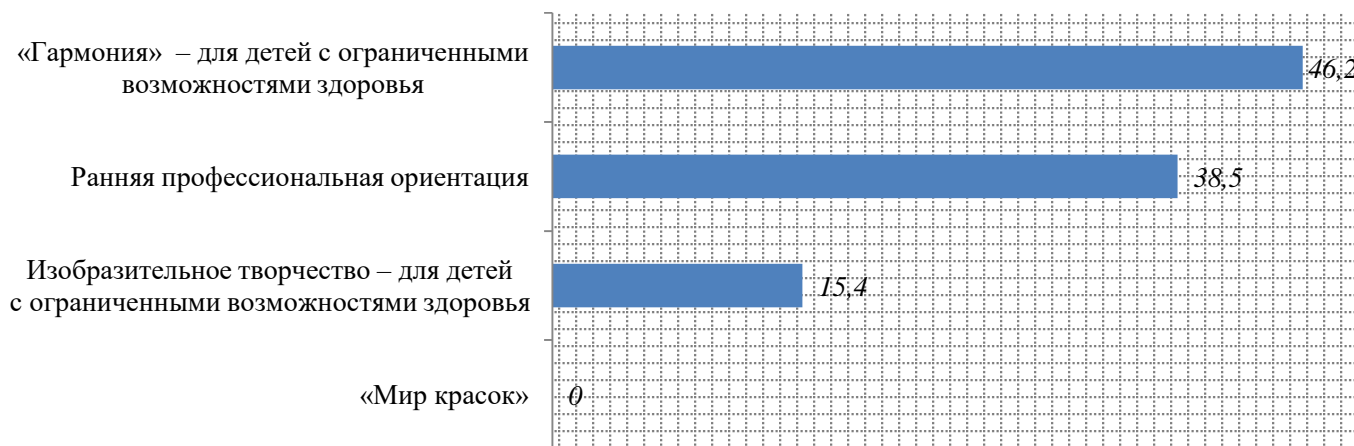 «Гармония» – для детей с ограниченными
возможностями здоровья
46,2
Ранняя профессиональная ориентация
38,5
Изобразительное творчество – для детей
с ограниченными возможностями здоровья
15,4
«Мир красок»
0